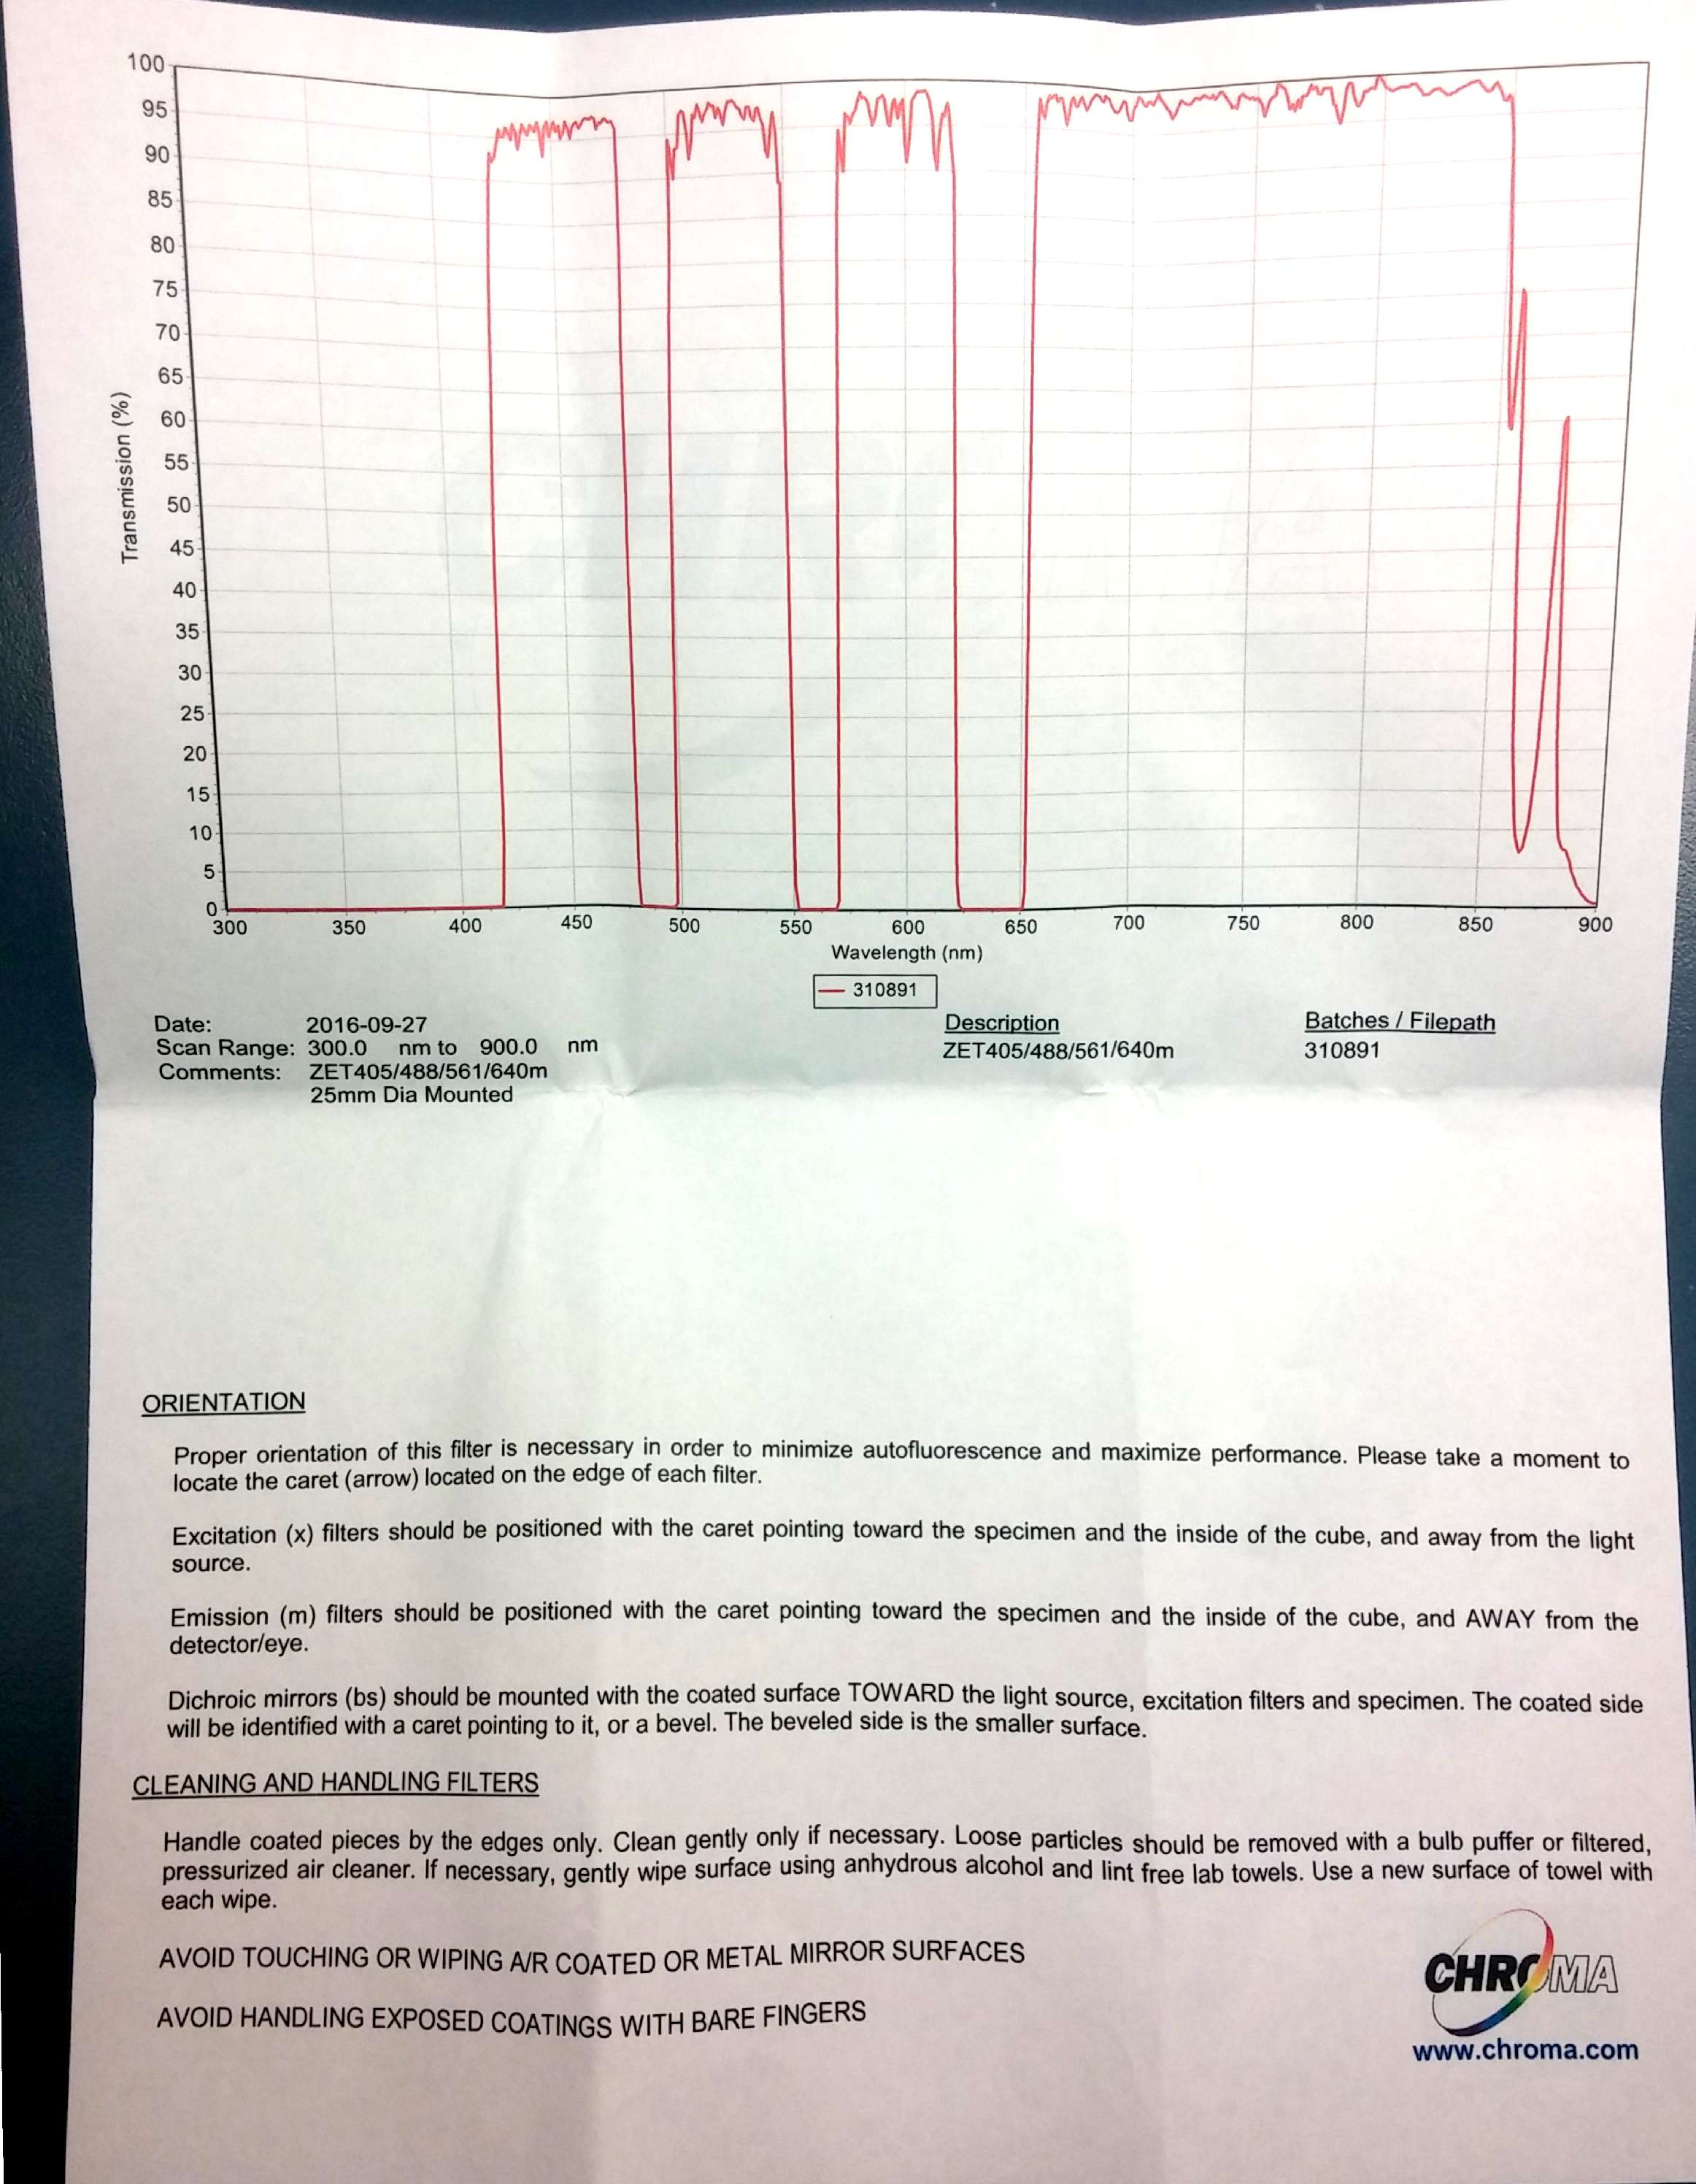 100
95
90
85
80
75
70
65
60
55
50
45
40
35
30
25
20
15
10
5
0
Transmission (%)
300 350 400 450 500 550 600 650 700 750 800 850 900
Wavelength (nm)
310891
Date: 2016-09-27
Scan Range: 300.0 nm to 900.0 nm
Comments: ZET405/488/561/640m
25mm Dia Mounted
Description
ZET405/488/561/640m
Batches / Filepath
310891
ORIENTATION
Proper orientation of this filter is necessary in order to minimize autofluorescence and maximize performance. Please take a moment to
locate the caret (arrow) located on the edge of each filter.
Excitation (x) filters should be positioned with the caret pointing toward the specimen and the inside of the cube, and away from the light
source.
Emission (m) filters should be positioned with the caret pointing toward the specimen and the inside of the cube, and AWAY from the
detector/eye.
Dichroic mirrors (bs) should be mounted with the coated surface TOWARD the light source, excitation filters and specimen. The coated side
will be identified with a caret pointing to it, or a bevel. The beveled side is the smaller surface.
CLEANING AND HANDLING FILTERS
Handle coated pieces by the edges only. Clean gently only if necessary. Loose particles should be removed with a bulb puffer or filtered,
pressurized air cleaner. If necessary, gently wipe surface using anhydrous alcohol and lint free lab towels. Use a new surface of towel with
each wipe.
AVOID TOUCHING OR WIPING A/R COATED OR METAL MIRROR SURFACES
AVOID HANDLING EXPOSED COATINGS WITH BARE FINGERS
CHROMA
www.chroma.com